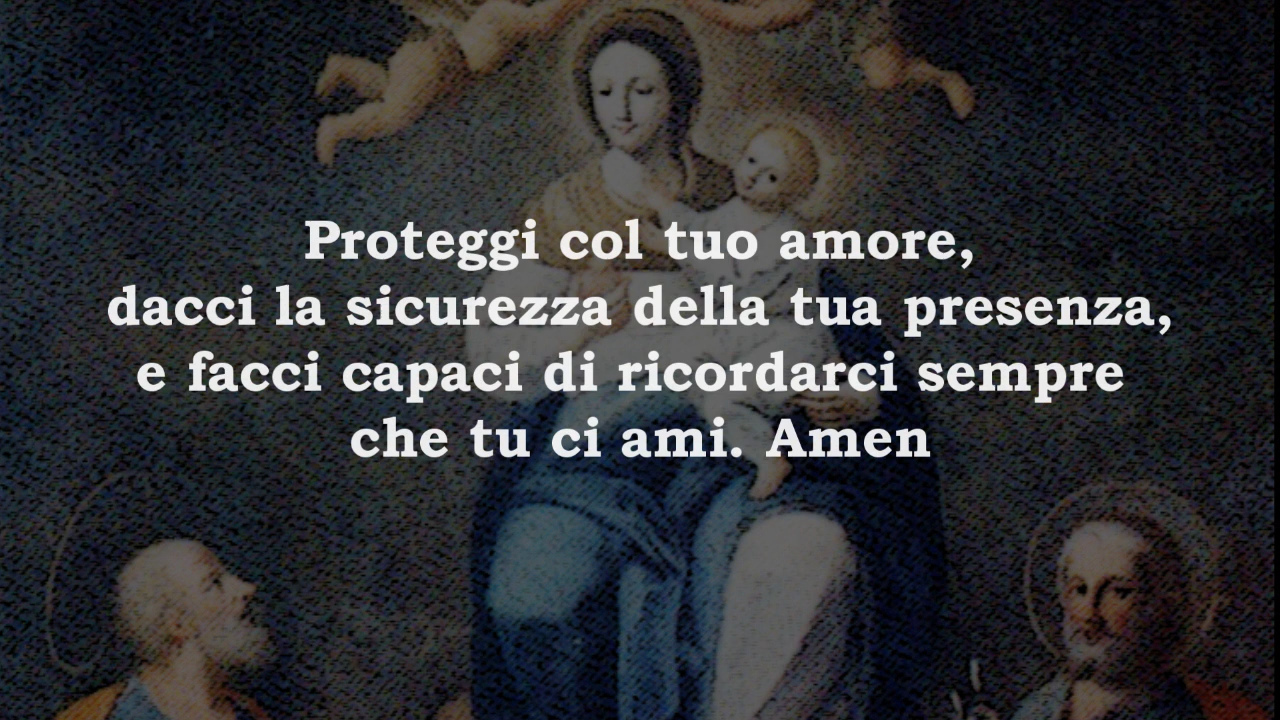 Proteggi col tuo amore,
dacci la sicurezza della tua presenza,
e facci capaci di ricordarci sempre
che tu ci ami. Amen